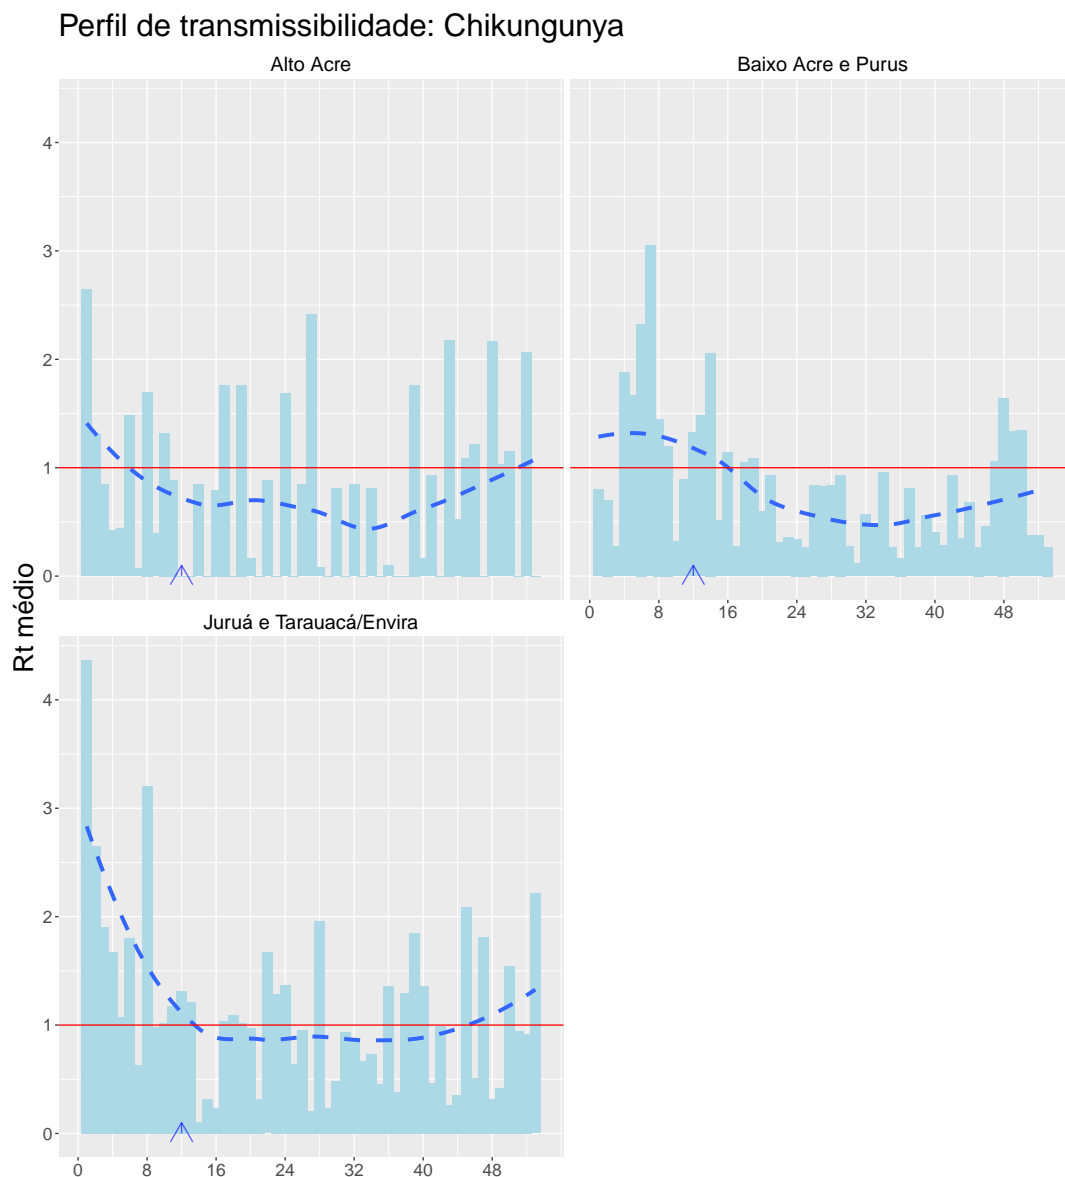 Perfil de transmissibilidade: Chikungunya
Alto Acre
Baixo Acre e Purus
4
3
2
1
0
0 8 16 24 32 40 48
Rt médio
Juruá e Tarauacá/Envira
4
3
2
1
0
0 8 16 24 32 40 48